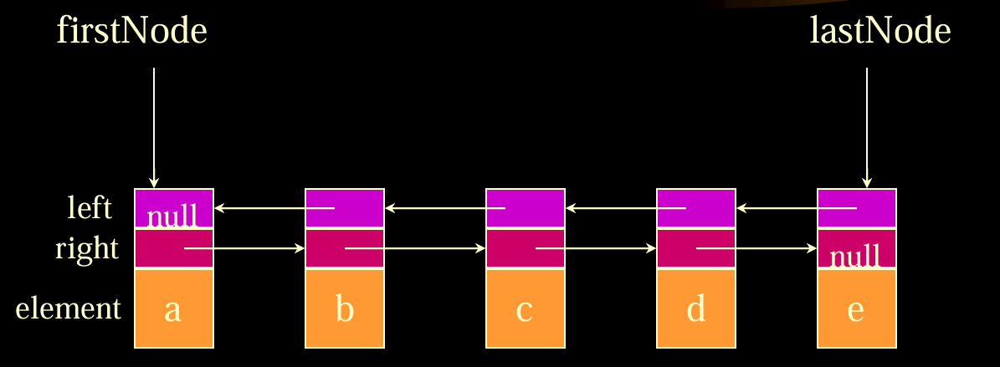 firstNode lastNode
left null
right null
element a b c d e